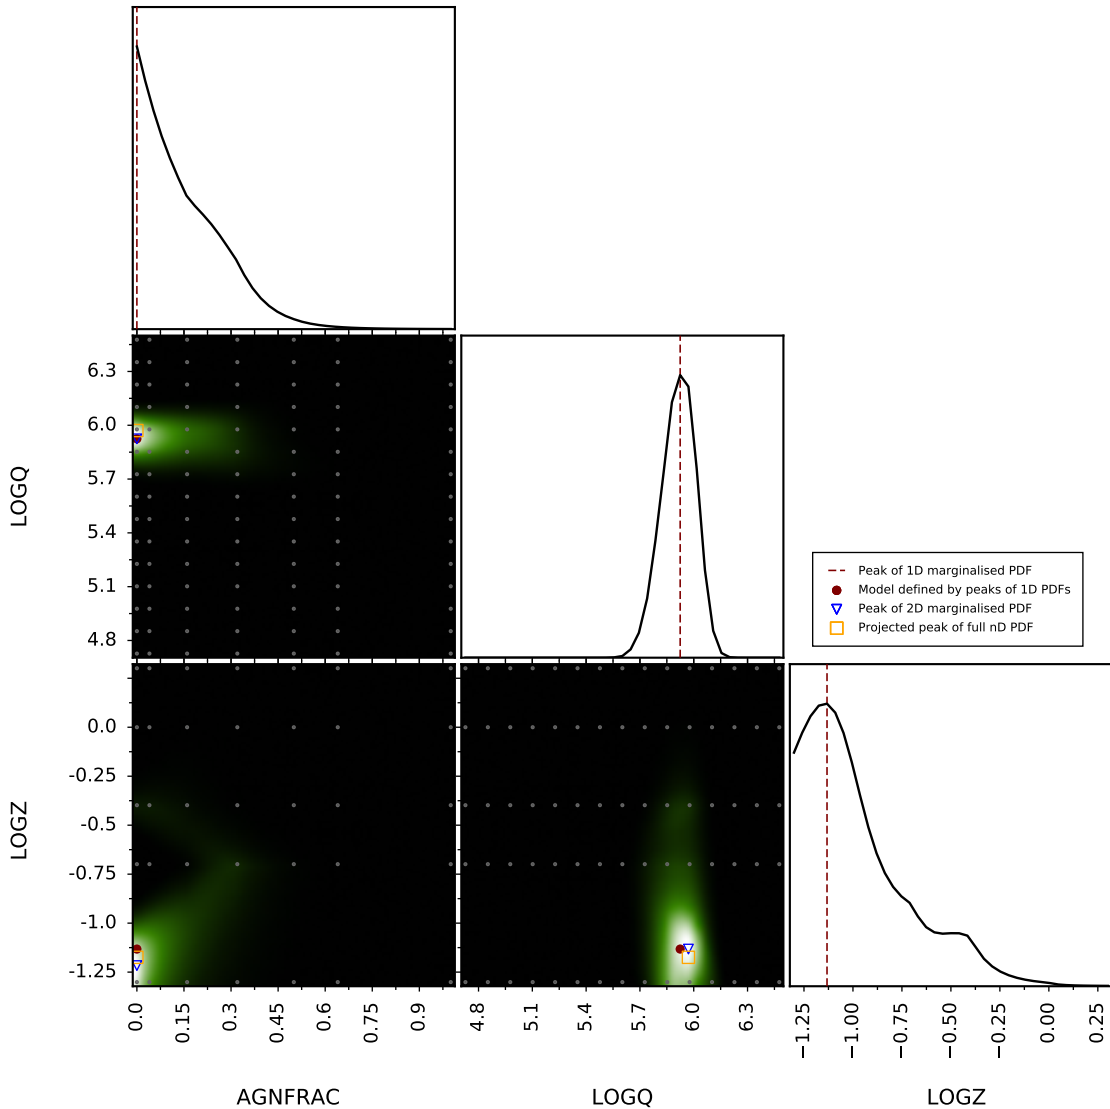 6.3
6.0
5.7
5.4
5.1
4.8
LOGQ
Peak of 1D marginalised PDF
Model defined by peaks of 1D PDFs
Peak of 2D marginalised PDF
Projected peak of full nD PDF
0.0
-0.25
-0.5
-0.75
-1.0
-1.25
LOGZ
0.0 0.15 0.3 0.45 0.6 0.75 0.9
4.8 5.1 5.4 5.7 6.0 6.3
−1.25 −1.00 −0.75 −0.50 −0.25 0.00 0.25
AGNFRAC LOGQ LOGZ